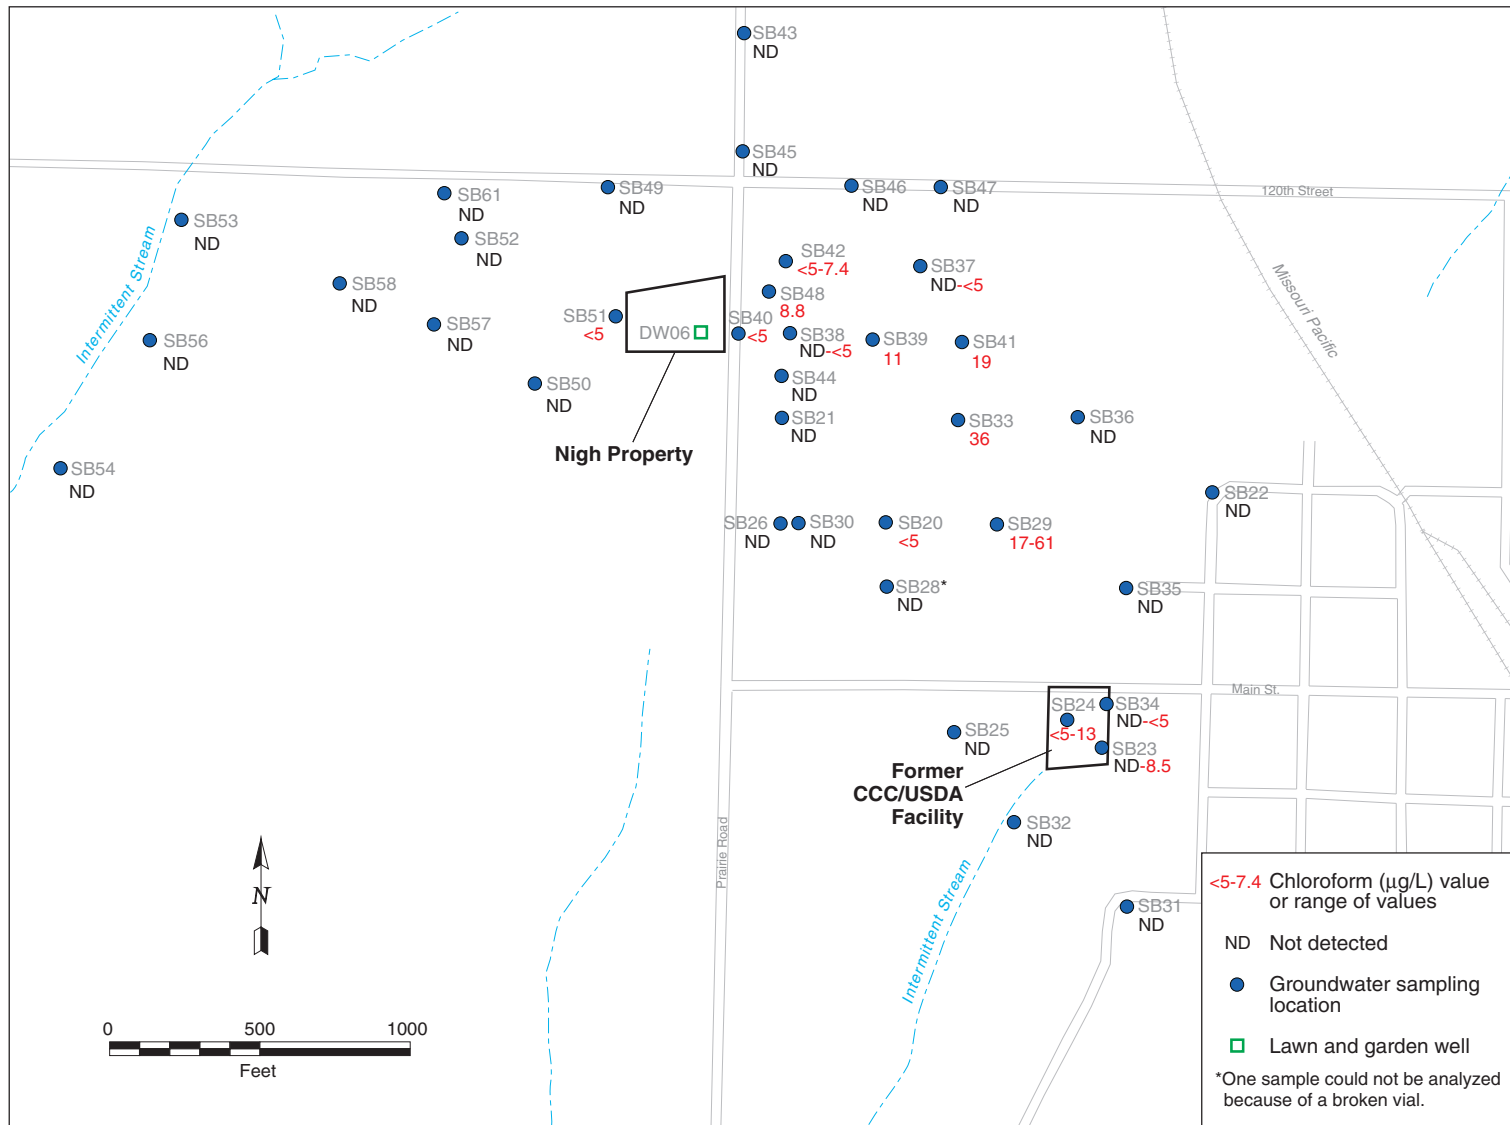 SB43
ND
SB45
ND
SB61
ND
SB49
ND
SB46
ND
SB47
ND
120th Street
SB53
ND
SB52
ND
SB42
<5-7.4
SB37
ND-<5
Intermittent Stream
SB58
ND
SB48
8.8
Missouri Pacific
SB56
ND
SB57
ND
SB51
<5
DW06
SB40
<5
SB38
ND-<5
SB39
11
SB41
19
SB50
ND
SB44
ND
SB21
ND
SB33
36
SB36
ND
Nigh Property
SB54
ND
SB22
ND
SB26
ND
SB30
ND
SB20
<5
SB29
17-61
SB28*
ND
SB35
ND
Main St.
SB24
<5-13
SB34
ND-<5
SB25
ND
SB23
ND-8.5
Former
CCC/USDA
Facility
SB32
ND
Prairie Road
Intermittent Stream
SB31
ND
N
0 500 1000
Feet
<5-7.4 Chloroform (µg/L) value
or range of values
ND Not detected
Groundwater sampling
location
Lawn and garden well
*One sample could not be analyzed
because of a broken vial.